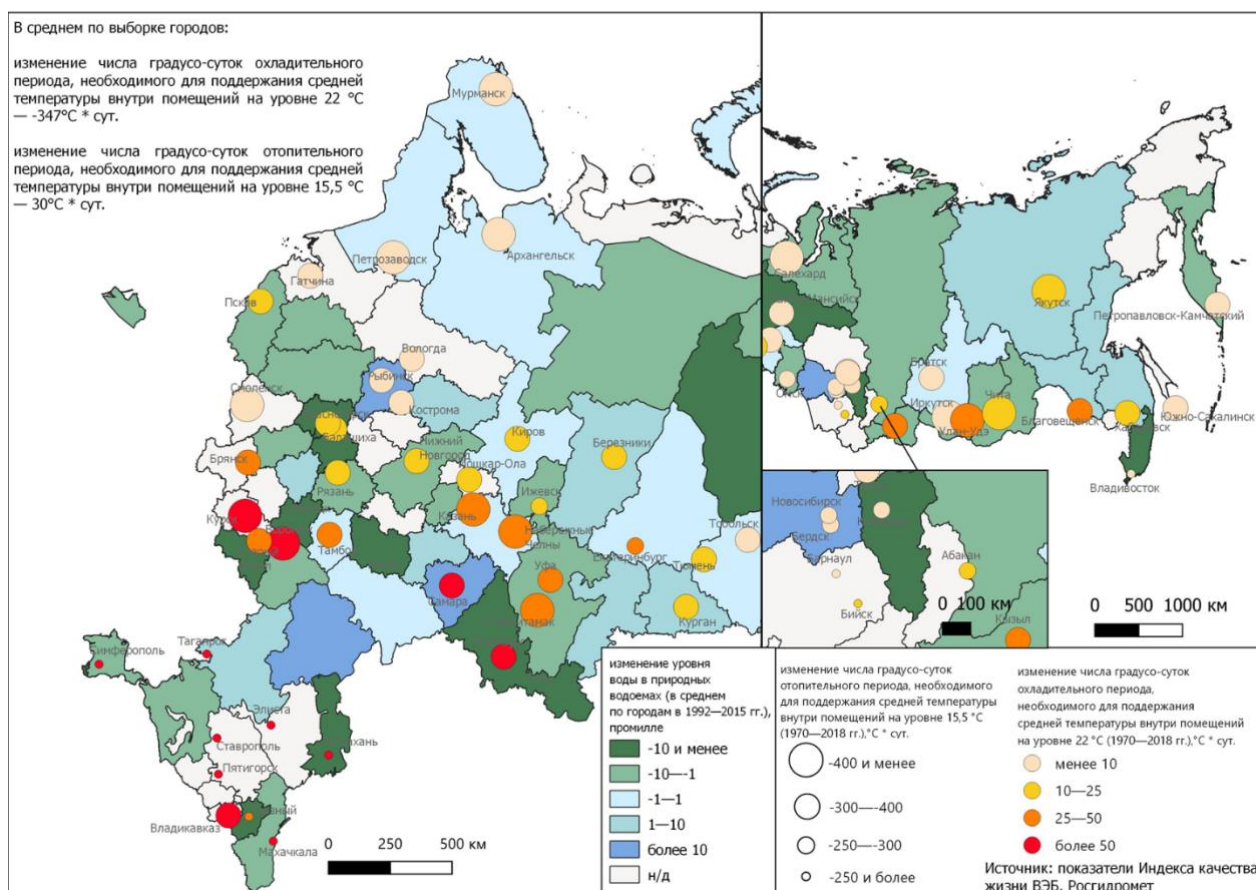 В среднем по выборке городов:
изменение числа градусо-суток охладительного
периода, необходимого для поддержания средней
температуры внутри помещений на уровне 22 °C
— -347°C * сут.
изменение числа градусо-суток отопительного
периода, необходимого для поддержания средней
температуры внутри помещений на уровне 15,5 °C
— 30°C * сут.
Мурманск
Архангельск
Петрозаводск
Гатчина
Псков
Вологда
Рыбинск
Смоленск
Кострома
Балашиха
Киров
Нижний
Новгород
Березники
Брянск
Йошкар-Ола
Рязань
Ижевск
Казань
Набережные
Челны
Тобольск
Екатеринбург
Тюмень
Уфа
Самара
Курган
Таганрог
Симферополь
Элиста
Ставрополь
Пятигорск
Владикавказ
Махачкала
0 250 500 км
Салехард
Якутск
Петропавловск-Камчатский
Братск
Омск
Иркутск
Чита
Улан-Удэ
Благовещенск
Южно-Сахалинск
Владивосток
Новосибирск
Бердск
Барнаул
Абакан
Бийск
Кызыл
0 100 км
0 500 1000 км
изменение уровня
воды в природных
водоемах (в среднем
по городам в 1992—2015 гг.),
промилле
-10 и менее
-10—-1
-1—1
1—10
более 10
н/д
изменение числа градусо-суток
отопительного периода, необходимого
для поддержания средней температуры
внутри помещений на уровне 15,5 °C
(1970—2018 гг.),°C * сут.
-400 и менее
-300—-400
-250—-300
-250 и более
изменение числа градусо-суток
охладительного периода,
необходимого для поддержания
средней температуры внутри помещений
на уровне 22 °C (1970—2018 гг.),°C * сут.
менее 10
10—25
25—50
более 50
Источник: показатели Индекса качества
жизни ВЭБ, Росгидромет